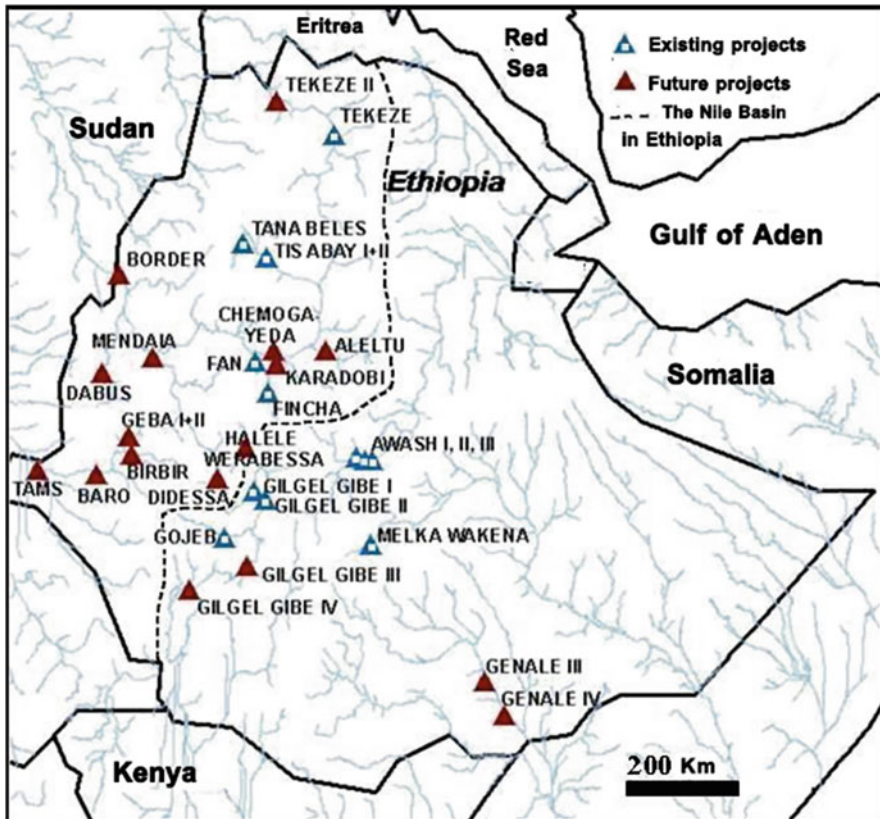 Eritrea
Red
Sea
Existing projects
Future projects
The Nile Basin
in Ethiopia
TEKEZE II
TEKEZE
Sudan
Ethiopia
TANA BELES
TIS ABAY I+II
Gulf of Aden
BORDER
CHEMOGA
YEDA
MENDAIA
ALELTU
FAN
KARADOBI
Somalia
DABUS
FINCHA
GEBA I+II
HALELE
WERABESSA
AWASH I, II, III
BIRBIR
TAMS
BARO
DIDESSA
GILGEL GIBE I
GILGEL GIBE II
GOJEB
MELKA WAKENA
GILGEL GIBE III
GILGEL GIBE IV
GENALE III
GENALE IV
Kenya
200 Km